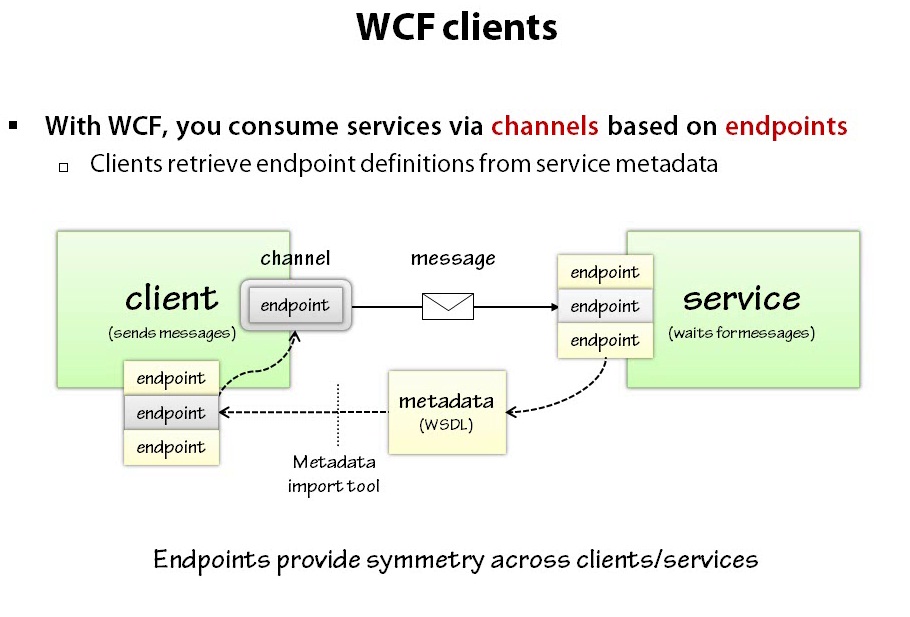 WCF clients
With WCF, you consume services via channels based on endpoints
Clients retrieve endpoint definitions from service metadata
channel
message
client
(sends messages)
endpoint
endpoint
endpoint
endpoint
service
(waits for messages)
endpoint
endpoint
endpoint
metadata
(WSDL)
Metadata
import tool
Endpoints provide symmetry across clients/services